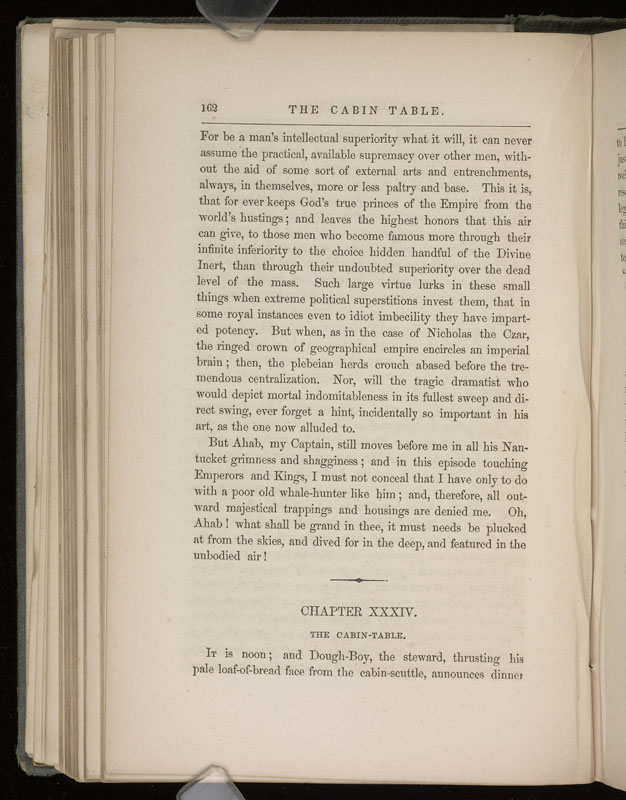 162 THE CABIN TABLE.
For be a man's intellectual superiority what it will, it can never
assume the practical, available supremacy over other men, with-
out the aid of some sort of external arts and entrenchments,
always, in themselves, more or less paltry and base. This it is,
that for ever keeps God's true princes of the Empire from the
world's hustings; and leaves the highest honors that this air
can give, to those men who become famous more through their
infinite inferiority to the choice hidden handful of the Divine
Inert, than through their undoubted superiority over the dead
level of the mass. Such large virtue lurks in these small
things when extreme political superstitions invest them, that in
some royal instances even to idiot imbecility they have impart-
ed potency. But when, as in the case of Nicholas the Czar,
the ringed crown of geographical empire encircles an imperial
brain; then, the plebeian herds crouch abased before the tre-
mendous centralization. Nor, will the tragic dramatist who
would depict mortal indomitableness in its fullest sweep and di-
rect swing, ever forget a hint, incidentally so important in his
art, as the one now alluded to.
But Ahab, my Captain, still moves before me in all his Nan-
tucket grimness and shagginess; and in this episode touching
Emperors and Kings, I must not conceal that I have only to do
with a poor old whale-hunter like him; and, therefore, all out-
ward majestical trappings and housings are denied me. Oh,
Ahab! what shall be grand in thee, it must needs be plucked
at from the skies, and dived for in the deep, and featured in the
unbodied air!
CHAPTER XXXIV.
THE CABIN-TABLE.
IT is noon; and Dough-Boy, the steward, thrusting his
pale loaf-of-bread face from the cabin-scuttle, announces dinner